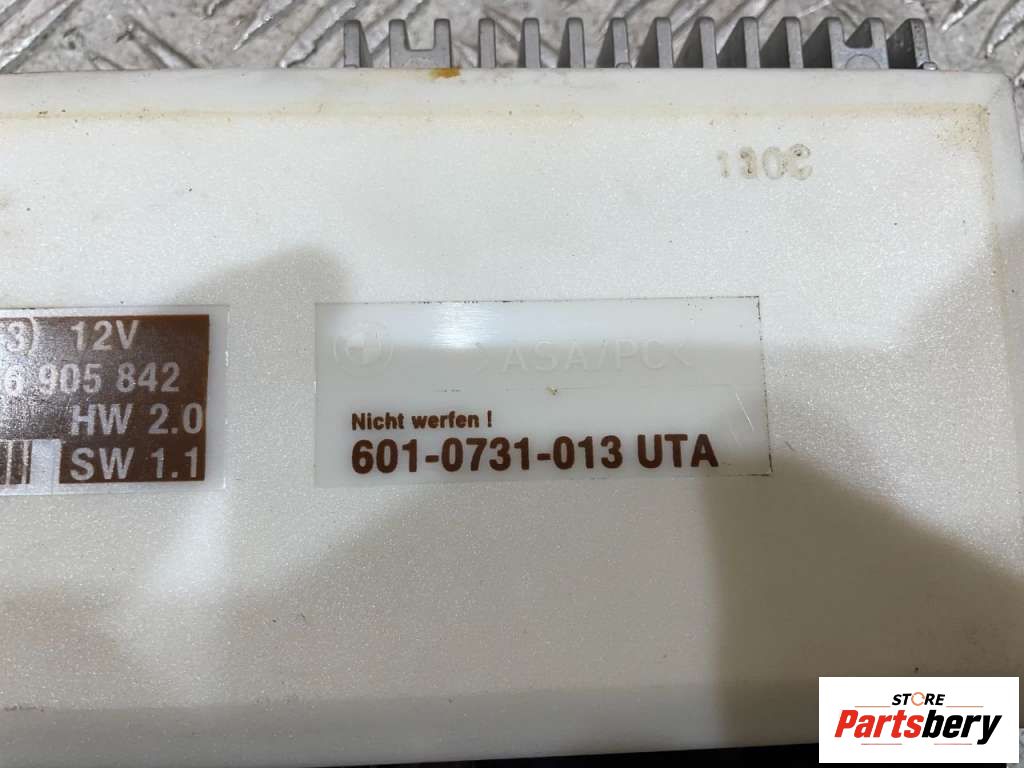 12V
6 905 842
HW 2.0
SW 1.1
>ASA/PC<
Nicht werfen !
601-0731-013 UTA
STORE
Partsbery